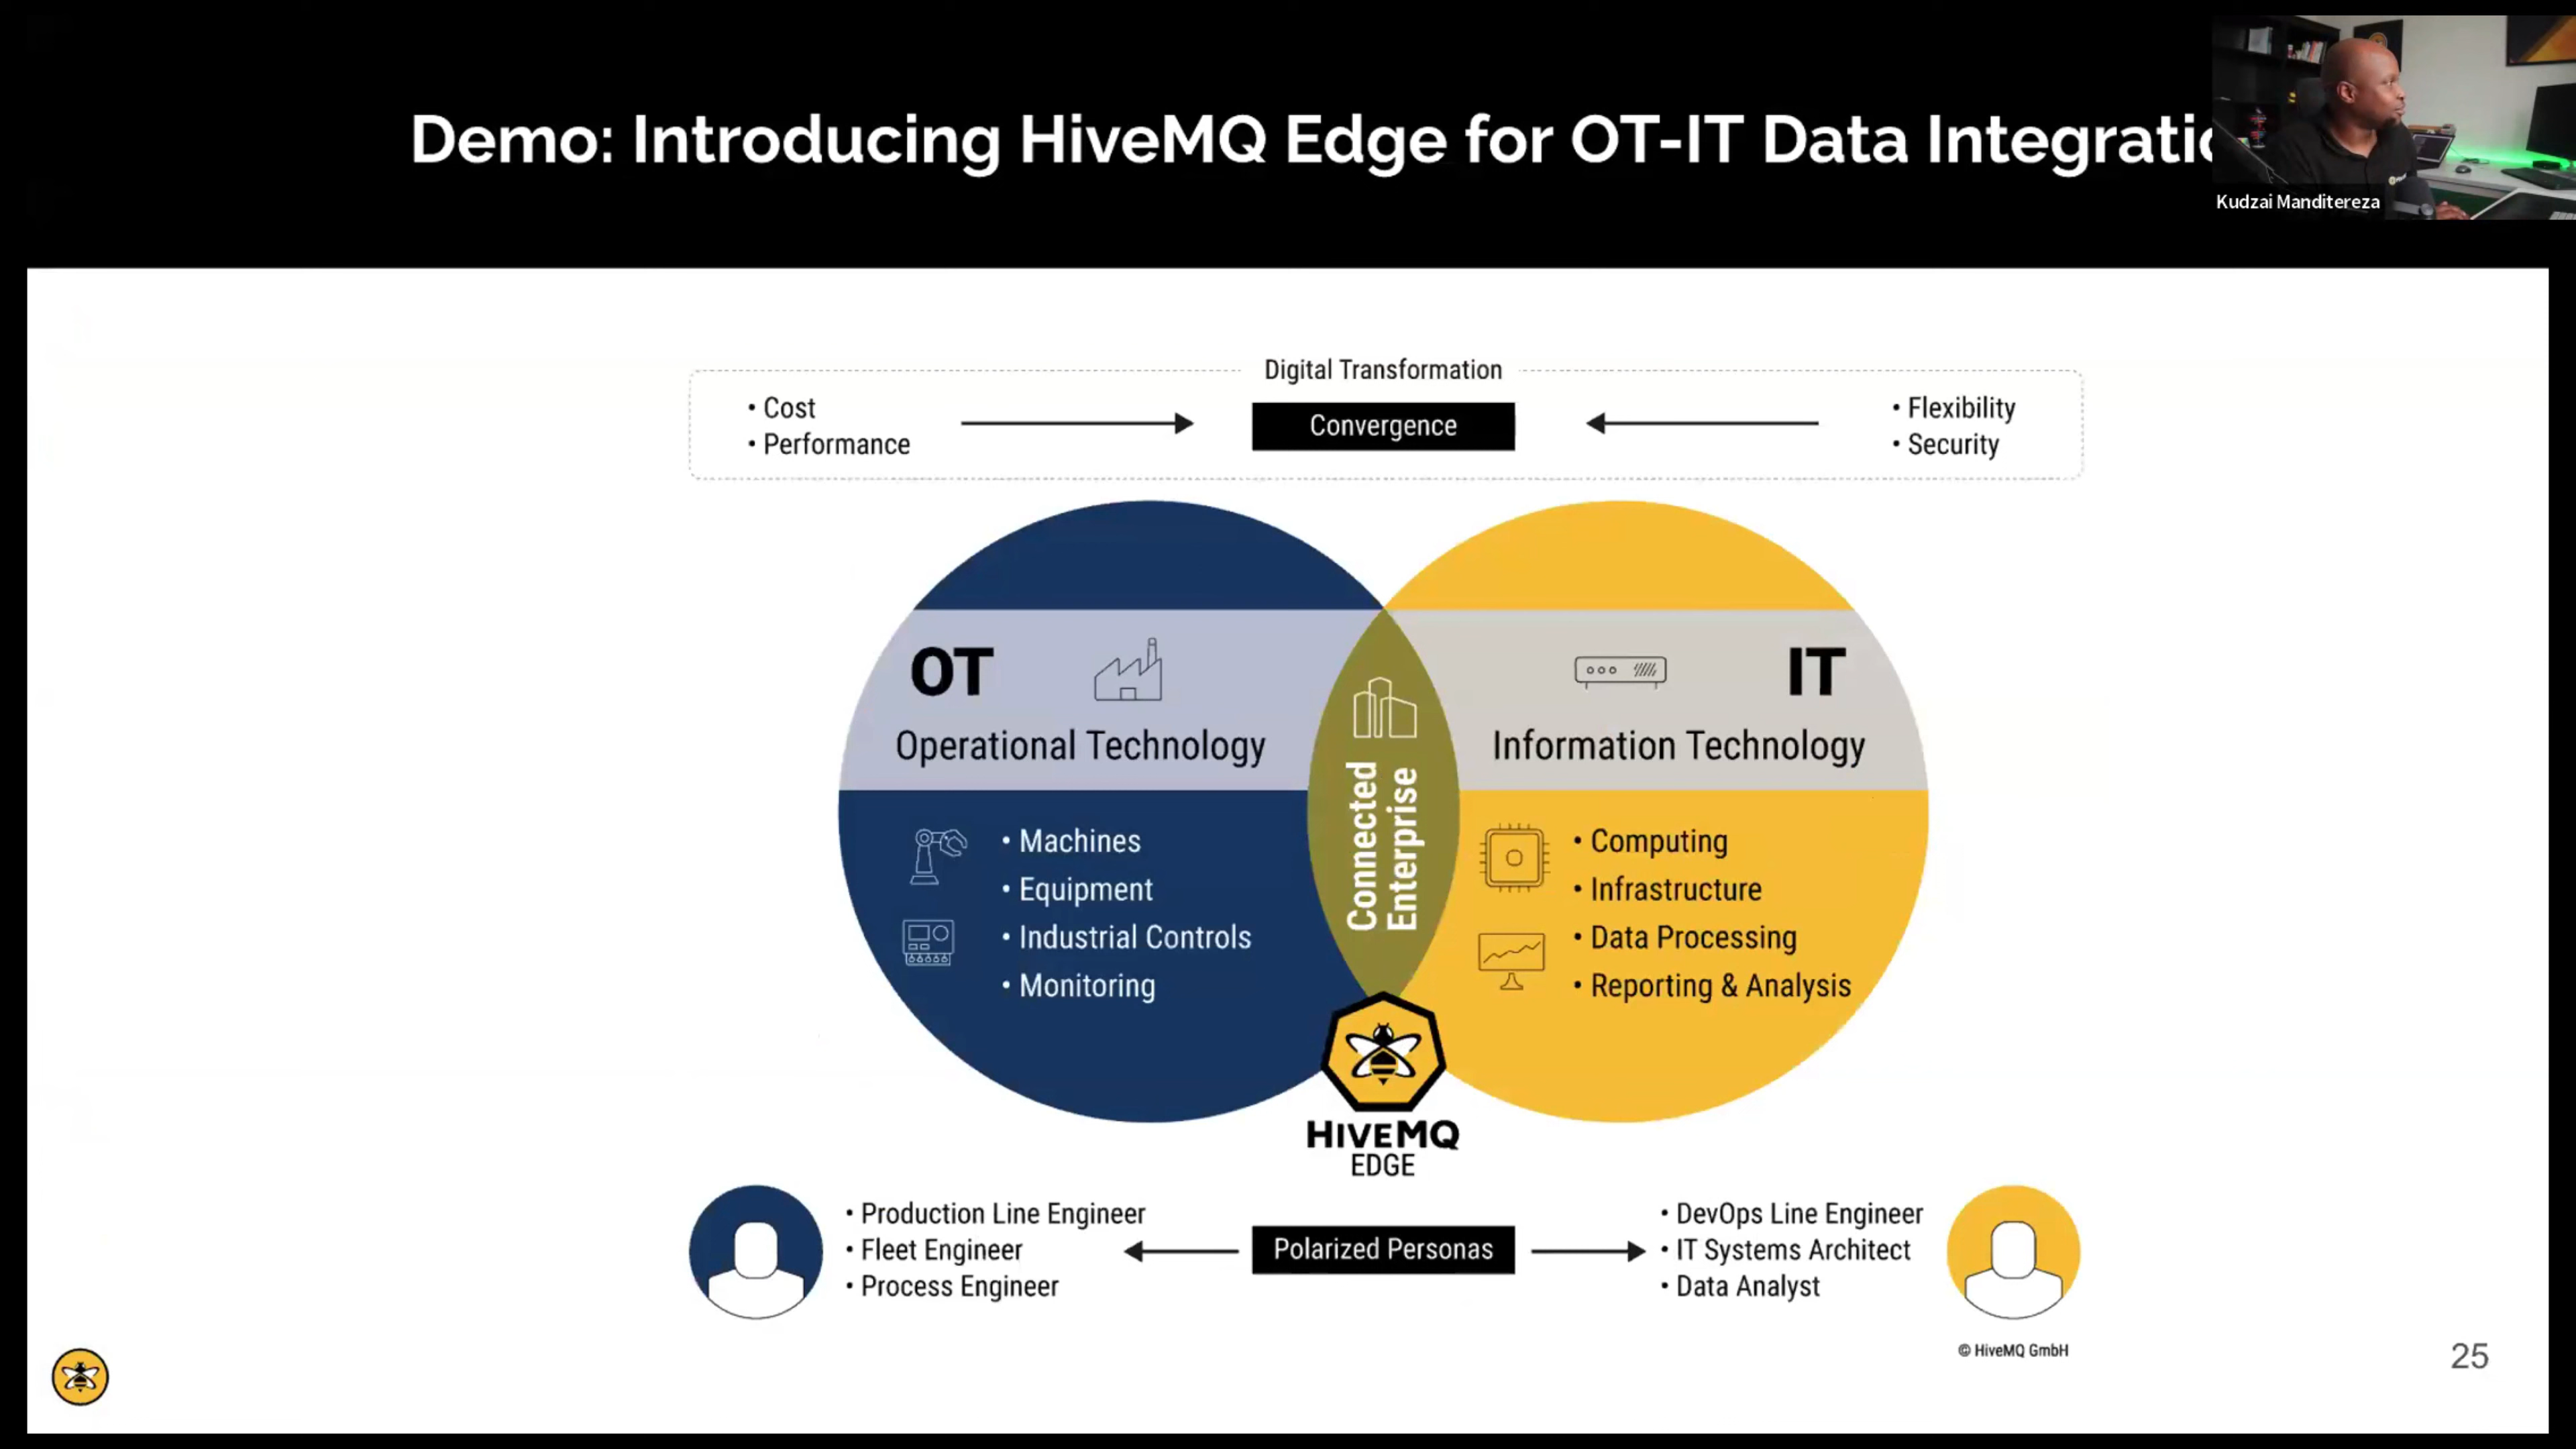 Demo: Introducing HiveMQ Edge for OT-IT Data Integratio
Kudzai Manditereza
Digital Transformation
• Cost
• Performance
Convergence
• Flexibility
• Security
OT
Operational Technology
• Machines
• Equipment
• Industrial Controls
• Monitoring
Connected
Enterprise
IT
Information Technology
• Computing
• Infrastructure
• Data Processing
• Reporting & Analysis
HIVEMQ
EDGE
• Production Line Engineer
• Fleet Engineer
• Process Engineer
Polarized Personas
• DevOps Line Engineer
• IT Systems Architect
• Data Analyst
© HiveMQ GmbH
25